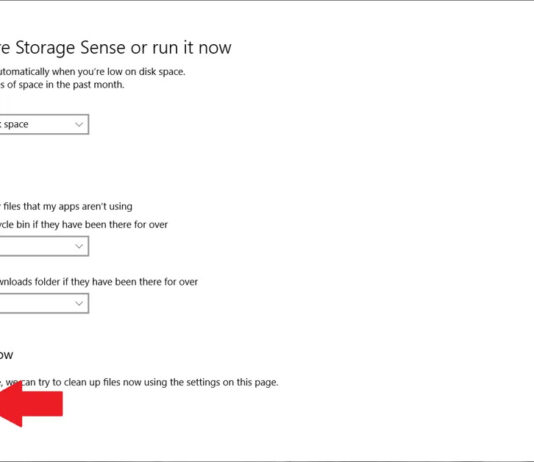 re Storage Sense or run it now
utomatically when you're low on disk space.
s of space in the past month.
space
files that my apps aren't using
cle bin if they have been there for over
wnloads folder if they have been there for over
ow
, we can try to clean up files now using the settings on this page.